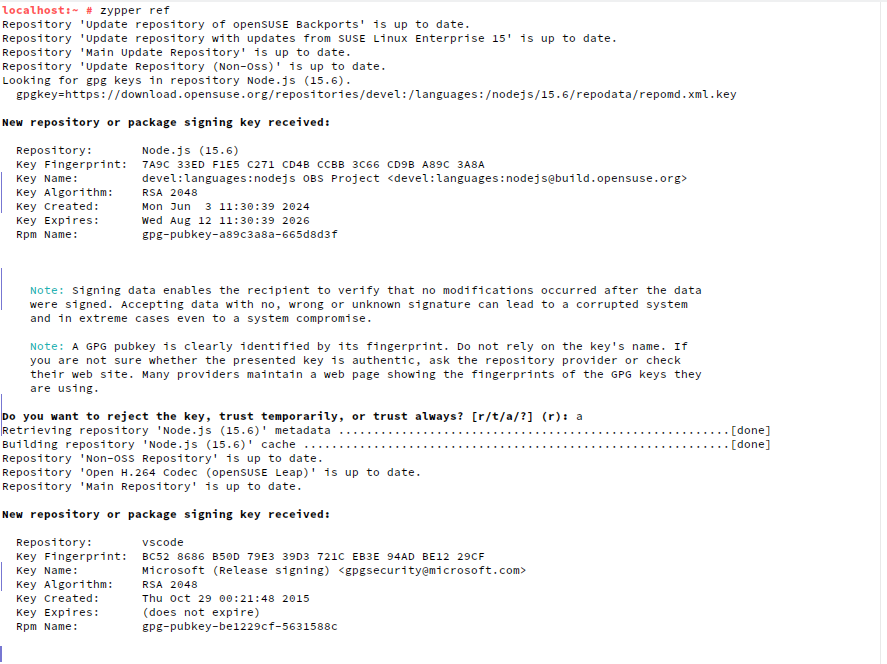 localhost:~ # zypper ref
Repository 'Update repository of openSUSE Backports' is up to date.
Repository 'Update repository with updates from SUSE Linux Enterprise 15' is up to date.
Repository 'Main Update Repository' is up to date.
Repository 'Update Repository (Non-Oss)' is up to date.
Looking for gpg keys in repository Node.js (15.6).
  gpgkey=https://download.opensuse.org/repositories/devel:/languages:/nodejs/15.6/repodata/repomd.xml.key
New repository or package signing key received:
  Repository:       Node.js (15.6)
  Key Fingerprint:  7A9C 33ED F1E5 C271 CD4B CCBB 3C66 CD9B A89C 3A8A
  Key Name:         devel:languages:nodejs OBS Project <devel:languages:nodejs@build.opensuse.org>
  Key Algorithm:    RSA 2048
  Key Created:      Mon Jun  3 11:30:39 2024
  Key Expires:      Wed Aug 12 11:30:39 2026
  Rpm Name:         gpg-pubkey-a89c3a8a-665d8d3f
    Note: Signing data enables the recipient to verify that no modifications occurred after the data
    were signed. Accepting data with no, wrong or unknown signature can lead to a corrupted system
    and in extreme cases even to a system compromise.
    Note: A GPG pubkey is clearly identified by its fingerprint. Do not rely on the key's name. If
    you are not sure whether the presented key is authentic, ask the repository provider or check
    their web site. Many providers maintain a web page showing the fingerprints of the GPG keys they
    are using.
Do you want to reject the key, trust temporarily, or trust always? [r/t/a/?] (r): a
Retrieving repository 'Node.js (15.6)' metadata ........................................................[done]
Building repository 'Node.js (15.6)' cache .............................................................[done]
Repository 'Non-OSS Repository' is up to date.
Repository 'Open H.264 Codec (openSUSE Leap)' is up to date.
Repository 'Main Repository' is up to date.
New repository or package signing key received:
  Repository:       vscode
  Key Fingerprint:  BC52 8686 B50D 79E3 39D3 721C EB3E 94AD BE12 29CF
  Key Name:         Microsoft (Release signing) <gpgsecurity@microsoft.com>
  Key Algorithm:    RSA 2048
  Key Created:      Thu Oct 29 00:21:48 2015
  Key Expires:      (does not expire)
  Rpm Name:         gpg-pubkey-be1229cf-5631588c